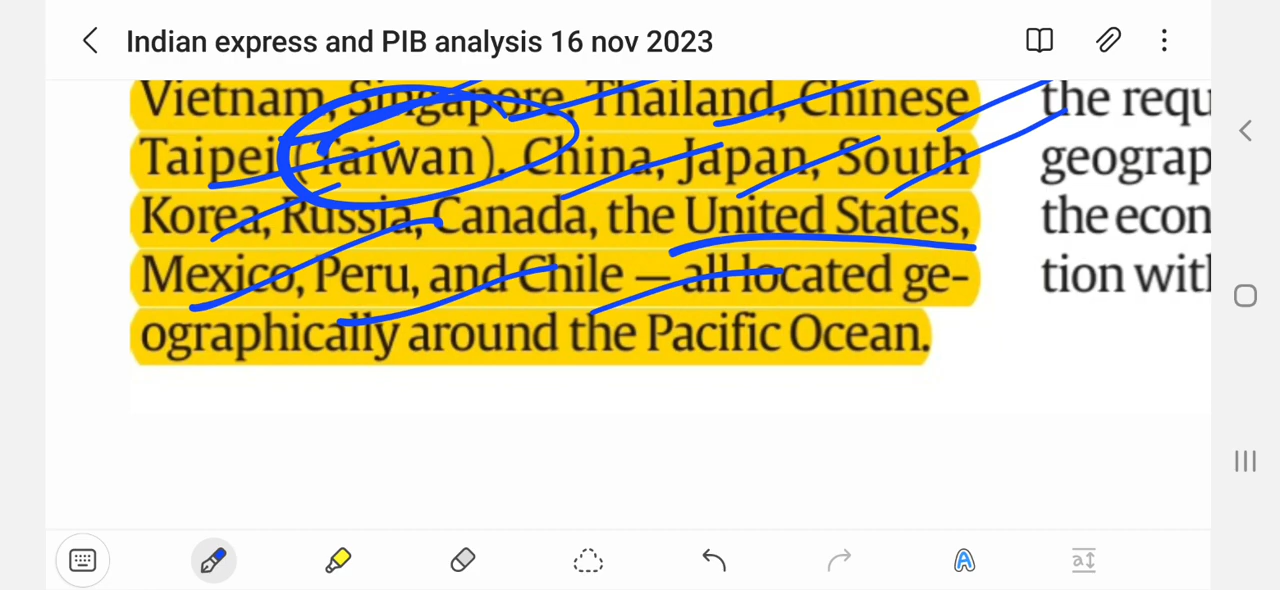 Indian express and PIB analysis 16 nov 2023
Vietnam, Singapore, Thailand, Chinese
Taipei (Taiwan), China, Japan, South
Korea, Russia, Canada, the United States,
Mexico, Peru, and Chile — all located ge-
ographically around the Pacific Ocean.
the requ
geograp
the econ
tion with
A
a